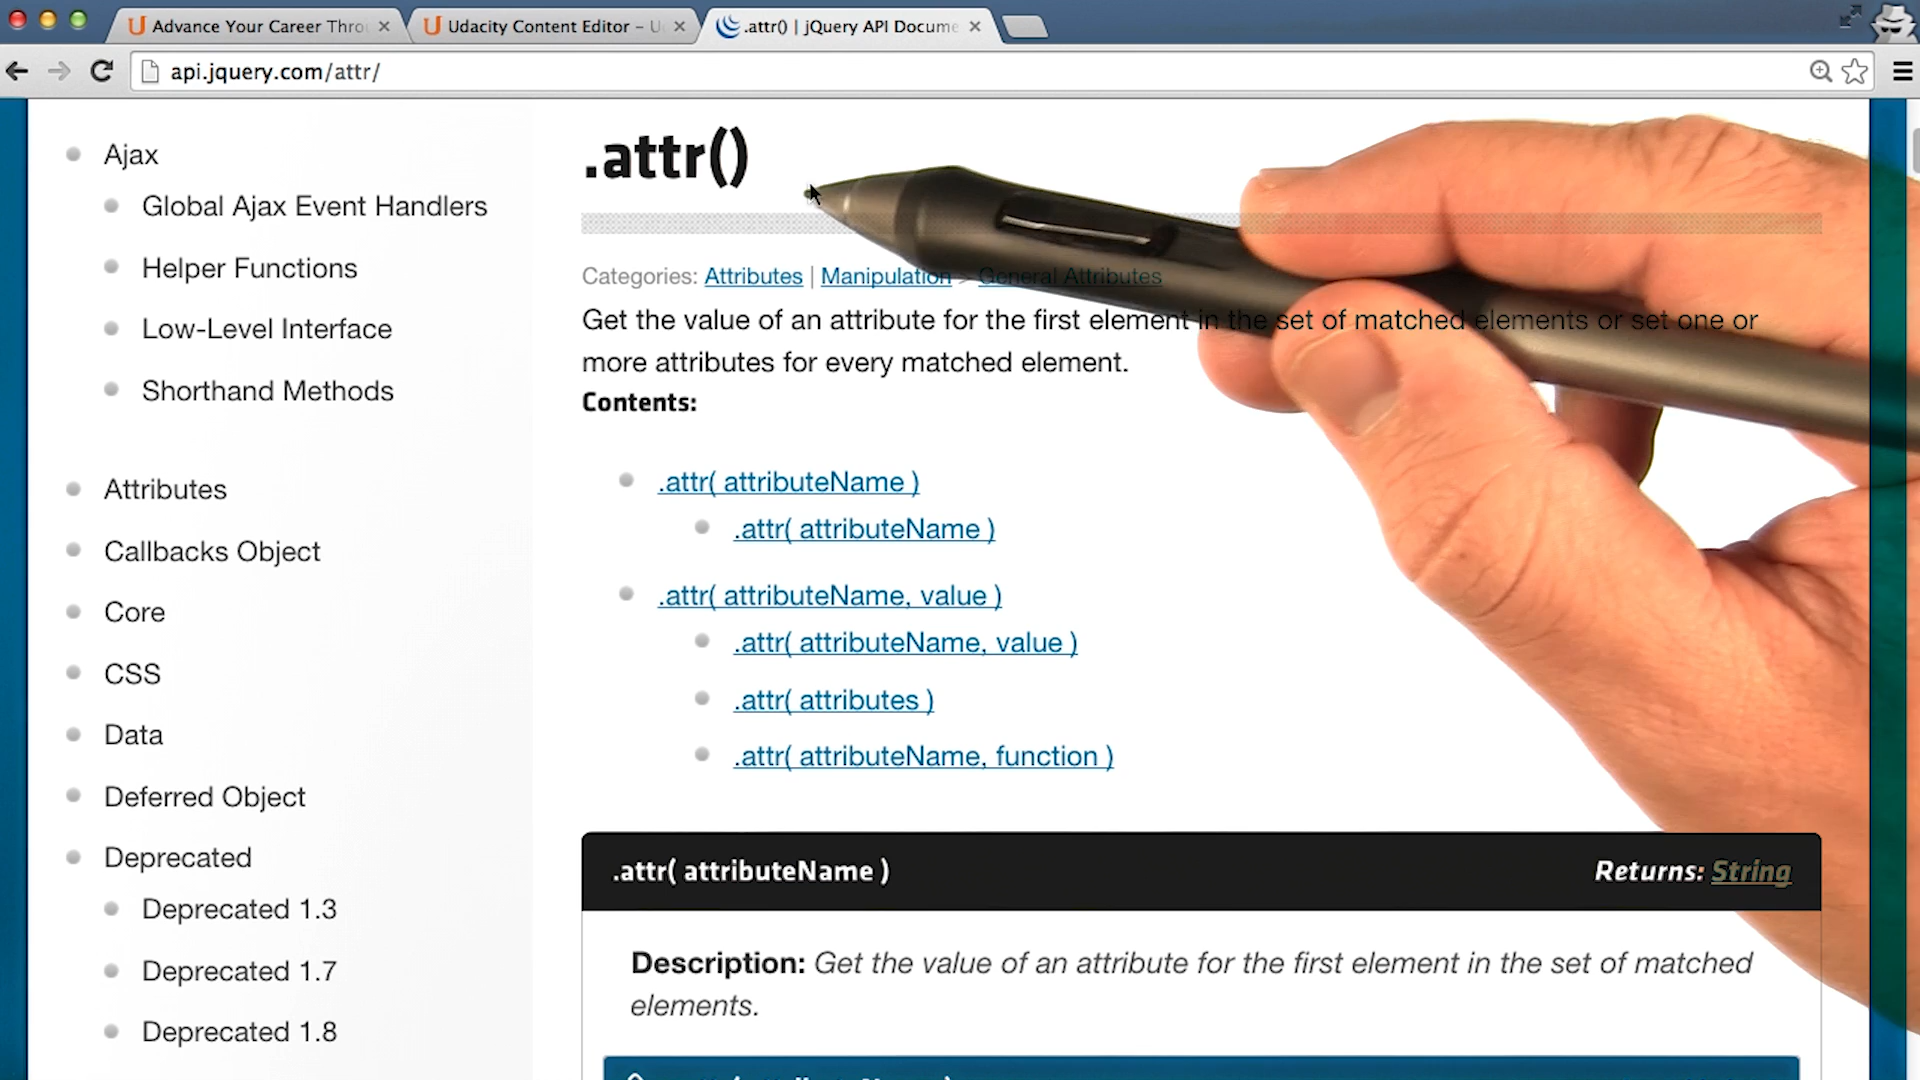 Advance Your Career Thro
Udacity Content Editor – U
.attr() | jQuery API Docume
api.jquery.com/attr/
Ajax
Global Ajax Event Handlers
Helper Functions
Low-Level Interface
Shorthand Methods
Attributes
Callbacks Object
Core
CSS
Data
Deferred Object
Deprecated
Deprecated 1.3
Deprecated 1.7
Deprecated 1.8
.attr()
Categories: Attributes | Manipulation > General Attributes
Get the value of an attribute for the first element in the set of matched elements or set one or
more attributes for every matched element.
Contents:
.attr( attributeName )
.attr( attributeName )
.attr( attributeName, value )
.attr( attributeName, value )
.attr( attributes )
.attr( attributeName, function )
.attr( attributeName )
Returns: String
Description: Get the value of an attribute for the first element in the set of matched
elements.